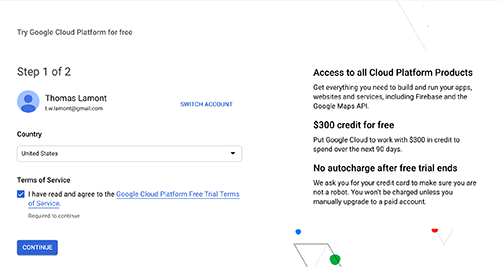 Try Google Cloud Platform for free
Step 1 of 2
Thomas Lamont
t.w.lamont@gmail.com
SWITCH ACCOUNT
Country
United States
Terms of Service
I have read and agree to the Google Cloud Platform Free Trial Terms
of Service.
Required to continue
CONTINUE
Access to all Cloud Platform Products
Get everything you need to build and run your apps,
websites and services, including Firebase and the
Google Maps API.
$300 credit for free
Put Google Cloud to work with $300 in credit to
spend over the next 90 days.
No autocharge after free trial ends
We ask you for your credit card to make sure you are
not a robot. You won't be charged unless you
manually upgrade to a paid account.